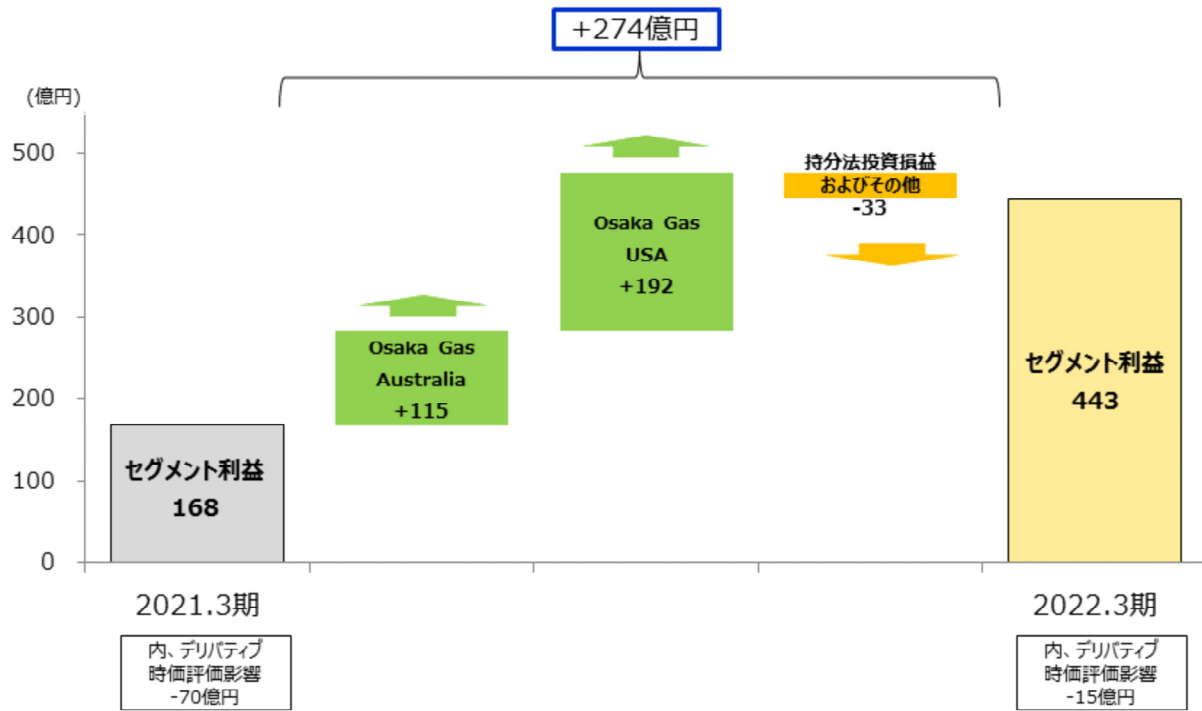 +274億円
(億円)
500
400
300
200
100
0
セグメント利益
168
Osaka Gas
Australia
+115
Osaka Gas
USA
+192
持分法投資損益
およびその他
-33
セグメント利益
443
2021.3期
2022.3期
内、デリバティブ
時価評価影響
-70億円
内、デリバティブ
時価評価影響
-15億円